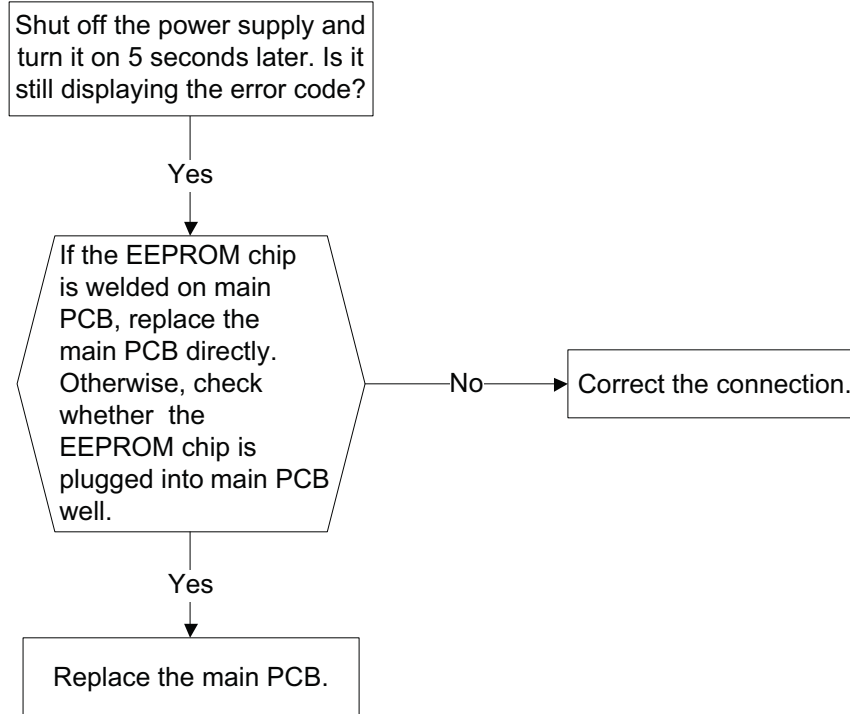 Shut off the power supply and
turn it on 5 seconds later. Is it
still displaying the error code?
Yes
If the EEPROM chip
is welded on main
PCB, replace the
main PCB directly.
Otherwise, check
whether  the
EEPROM chip is
plugged into main PCB
well.
No
Correct the connection.
Yes
Replace the main PCB.